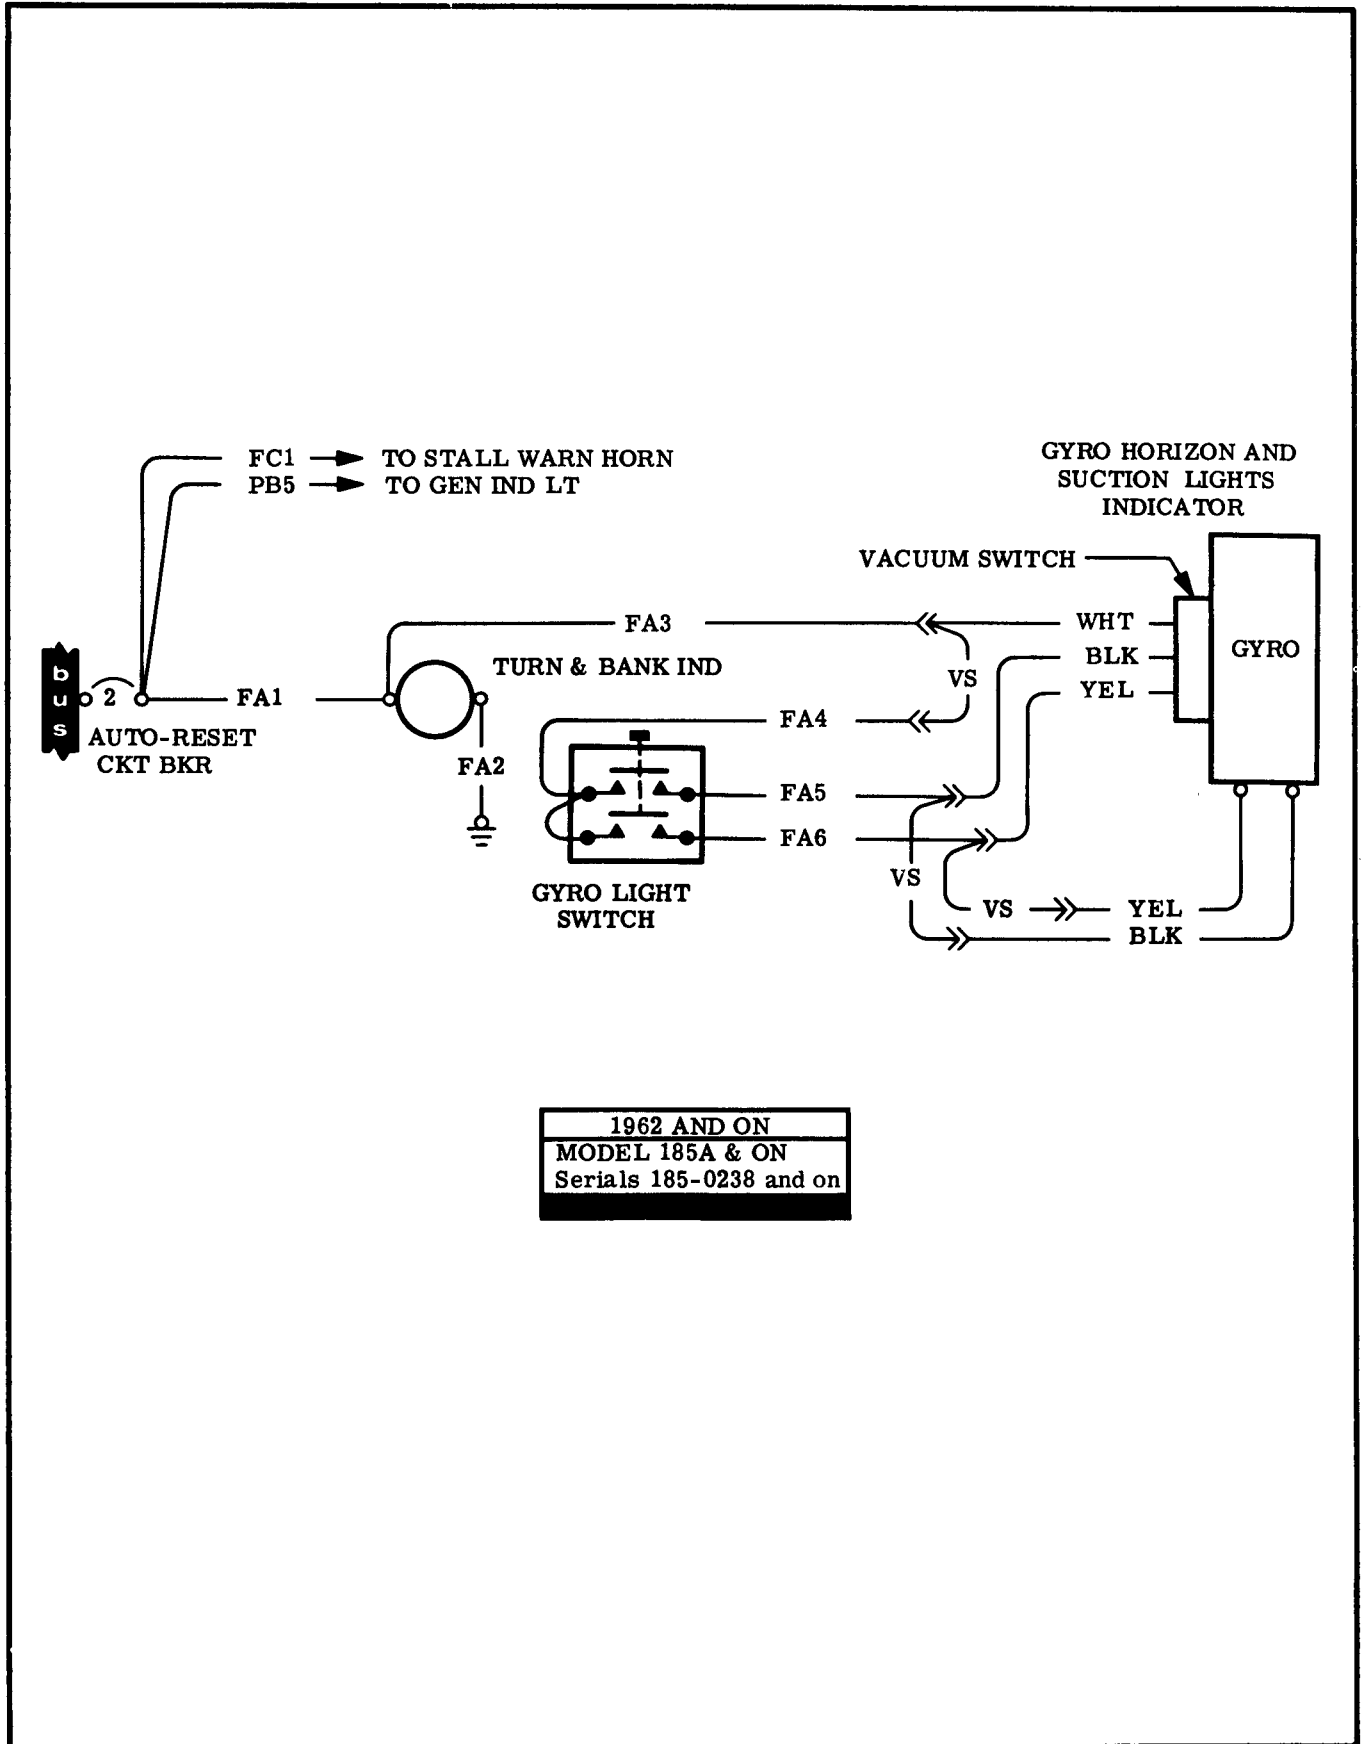 FC1 TO STALL WARN HORN
PB5 TO GEN IND LT
GYRO HORIZON AND
SUCTION LIGHTS
INDICATOR
VACUUM SWITCH
FA3
WHT
BLK
YEL
GYRO
TURN & BANK IND
VS
bus
2
FA1
AUTO-RESET
CKT BKR
FA2
FA4
FA5
FA6
GYRO LIGHT
SWITCH
VS
VS
YEL
BLK
1962 AND ON
MODEL 185A & ON
Serials 185-0238 and on